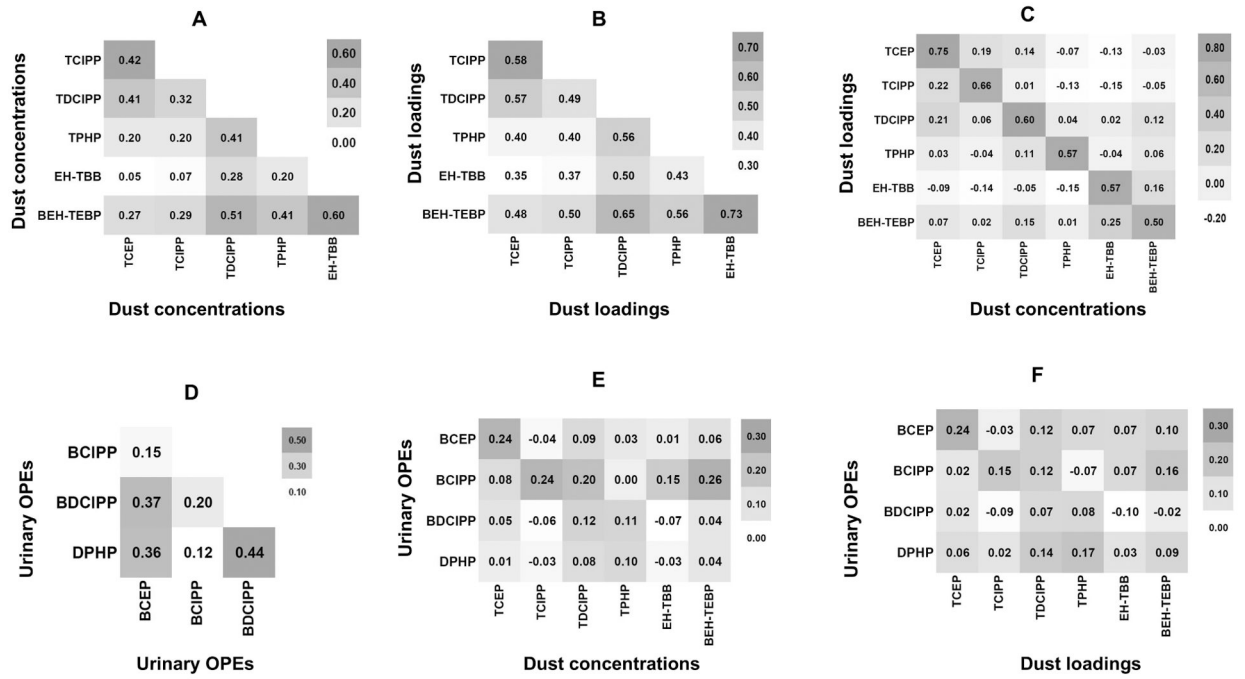 A
Dust concentrations
TCIPP 0.42
TDCIPP 0.41 0.32
TPHP 0.20 0.20 0.41
EH-TBB 0.05 0.07 0.28 0.20
BEH-TEBP 0.27 0.29 0.51 0.41 0.60
TCEP TCIPP TDCIPP TPHP EH-TBB
Dust concentrations
0.60
0.40
0.20
0.00
B
Dust loadings
TCIPP 0.58
TDCIPP 0.57 0.49
TPHP 0.40 0.40 0.56
EH-TBB 0.35 0.37 0.50 0.43
BEH-TEBP 0.48 0.50 0.65 0.56 0.73
TCEP TCIPP TDCIPP TPHP EH-TBB
Dust loadings
0.70
0.60
0.50
0.40
0.30
C
Dust loadings
TCEP 0.75 0.19 0.14 -0.07 -0.13 -0.03
TCIPP 0.22 0.66 0.01 -0.13 -0.15 -0.05
TDCIPP 0.21 0.06 0.60 0.04 0.02 0.12
TPHP 0.03 -0.04 0.11 0.57 -0.04 0.06
EH-TBB -0.09 -0.14 -0.05 -0.15 0.57 0.16
BEH-TEBP 0.07 0.02 0.15 0.01 0.25 0.50
TCEP TCIPP TDCIPP TPHP EH-TBB BEH-TEBP
Dust concentrations
0.80
0.60
0.40
0.20
0.00
-0.20
D
Urinary OPEs
BCIPP 0.15
BDCIPP 0.37 0.20
DPHP 0.36 0.12 0.44
BCEP BCIPP BDCIPP
Urinary OPEs
0.50
0.30
0.10
E
Urinary OPEs
BCEP 0.24 -0.04 0.09 0.03 0.01 0.06
BCIPP 0.08 0.24 0.20 0.00 0.15 0.26
BDCIPP 0.05 -0.06 0.12 0.11 -0.07 0.04
DPHP 0.01 -0.03 0.08 0.10 -0.03 0.04
TCEP TCIPP TDCIPP TPHP EH-TBB BEH-TEBP
Dust concentrations
0.30
0.20
0.10
0.00
F
Urinary OPEs
BCEP 0.24 -0.03 0.12 0.07 0.07 0.10
BCIPP 0.02 0.15 0.12 -0.07 0.07 0.16
BDCIPP 0.02 -0.09 0.07 0.08 -0.10 -0.02
DPHP 0.06 0.02 0.14 0.17 0.03 0.09
TCEP TCIPP TDCIPP TPHP EH-TBB BEH-TEBP
Dust loadings
0.30
0.20
0.10
0.00